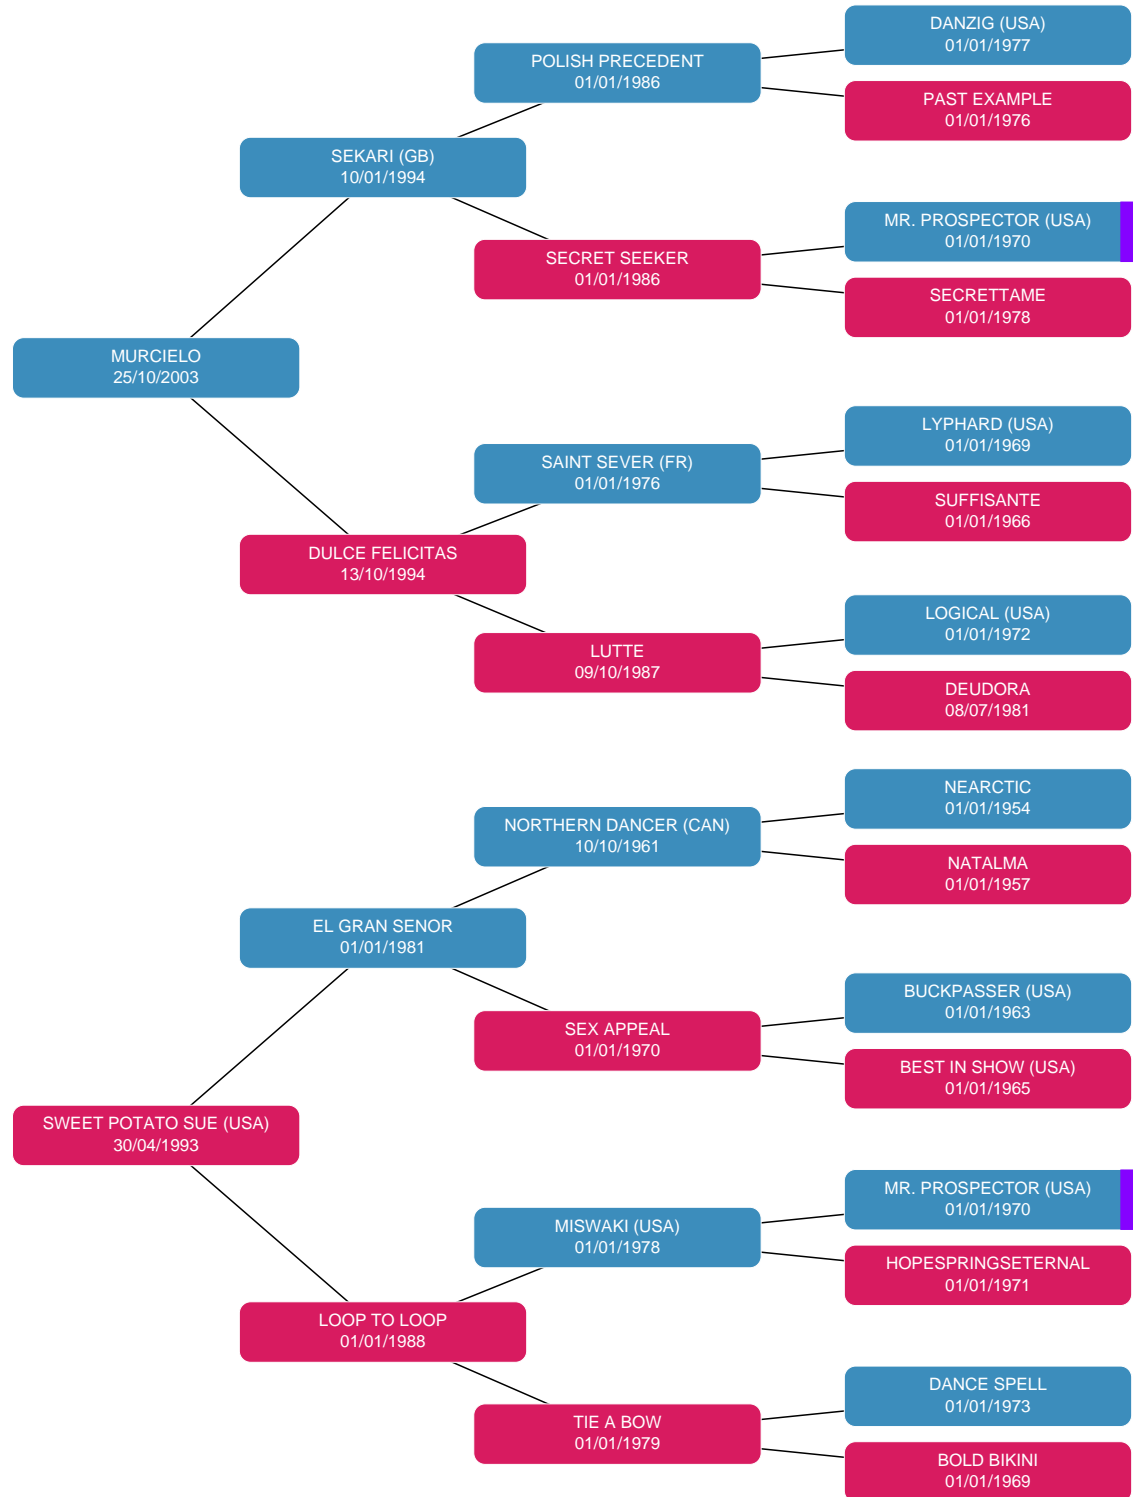 DANZIG (USA)
01/01/1977
POLISH PRECEDENT
01/01/1986
PAST EXAMPLE
01/01/1976
SEKARI (GB)
10/01/1994
MR. PROSPECTOR (USA)
01/01/1970
SECRET SEEKER
01/01/1986
SECRETTAME
01/01/1978
MURCIELO
25/10/2003
LYPHARD (USA)
01/01/1969
SAINT SEVER (FR)
01/01/1976
SUFFISANTE
01/01/1966
DULCE FELICITAS
13/10/1994
LOGICAL (USA)
01/01/1972
LUTTE
09/10/1987
DEUDORA
08/07/1981
NEARCTIC
01/01/1954
NORTHERN DANCER (CAN)
10/10/1961
NATALMA
01/01/1957
EL GRAN SENOR
01/01/1981
BUCKPASSER (USA)
01/01/1963
SEX APPEAL
01/01/1970
BEST IN SHOW (USA)
01/01/1965
SWEET POTATO SUE (USA)
30/04/1993
MR. PROSPECTOR (USA)
01/01/1970
MISWAKI (USA)
01/01/1978
HOPESPRINGSETERNAL
01/01/1971
LOOP TO LOOP
01/01/1988
DANCE SPELL
01/01/1973
TIE A BOW
01/01/1979
BOLD BIKINI
01/01/1969